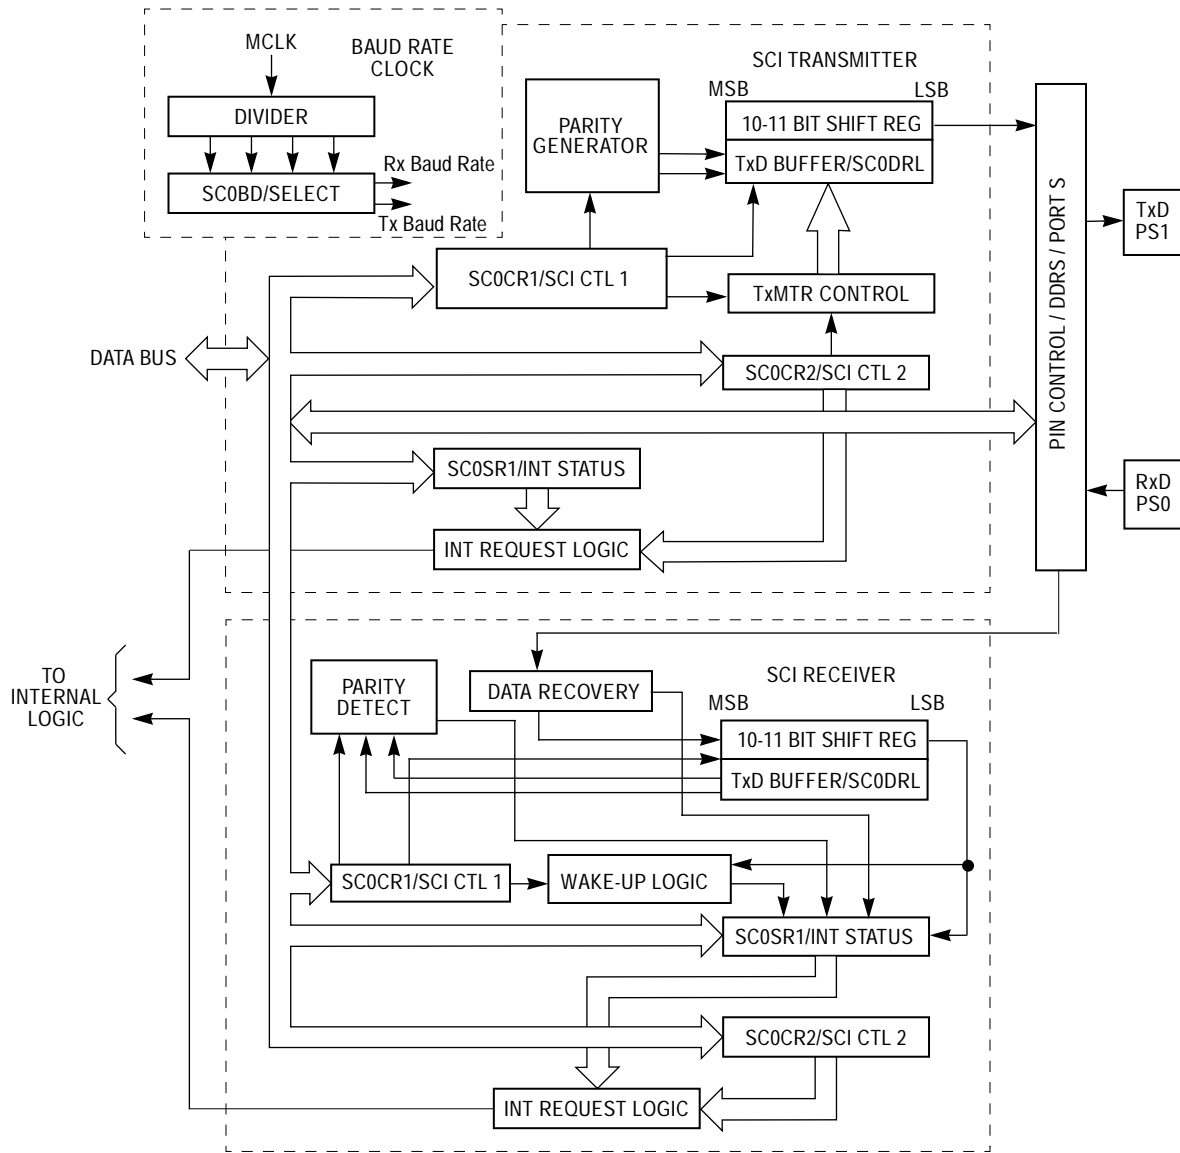 MCLK
BAUD RATE
CLOCK
DIVIDER
Rx Baud Rate
SC0BD/SELECT
Tx Baud Rate
SCI TRANSMITTER
MSB
LSB
PARITY
GENERATOR
10-11 BIT SHIFT REG
TxD BUFFER/SC0DRL
SC0CR1/SCI CTL 1
TxMTR CONTROL
DATA BUS
SC0CR2/SCI CTL 2
SC0SR1/INT STATUS
INT REQUEST LOGIC
PIN CONTROL / DDRS / PORT S
TxD
PS1
RxD
PS0
TO
INTERNAL
LOGIC
PARITY
DETECT
DATA RECOVERY
SCI RECEIVER
MSB
LSB
10-11 BIT SHIFT REG
TxD BUFFER/SC0DRL
SC0CR1/SCI CTL 1
WAKE-UP LOGIC
SC0SR1/INT STATUS
SC0CR2/SCI CTL 2
INT REQUEST LOGIC